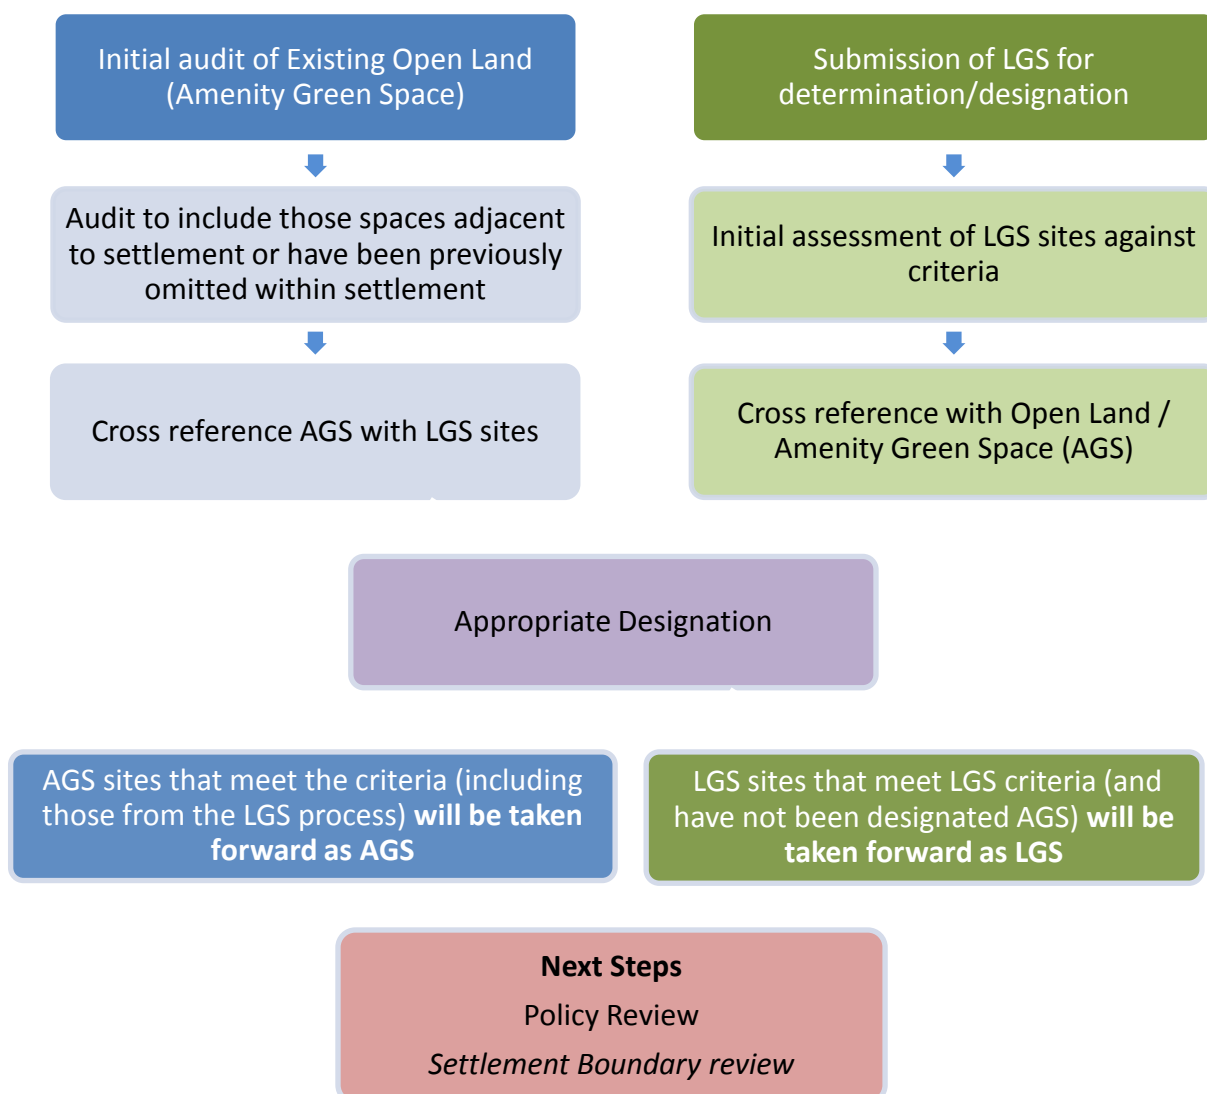 Initial audit of Existing Open Land
(Amenity Green Space)
Audit to include those spaces adjacent
to settlement or have been previously
omitted within settlement
Cross reference AGS with LGS sites
Submission of LGS for
determination/designation
Initial assessment of LGS sites against
criteria
Cross reference with Open Land /
Amenity Green Space (AGS)
Appropriate Designation
AGS sites that meet the criteria (including
those from the LGS process) will be taken
forward as AGS
LGS sites that meet LGS criteria (and
have not been designated AGS) will be
taken forward as LGS
Next Steps
Policy Review
Settlement Boundary review